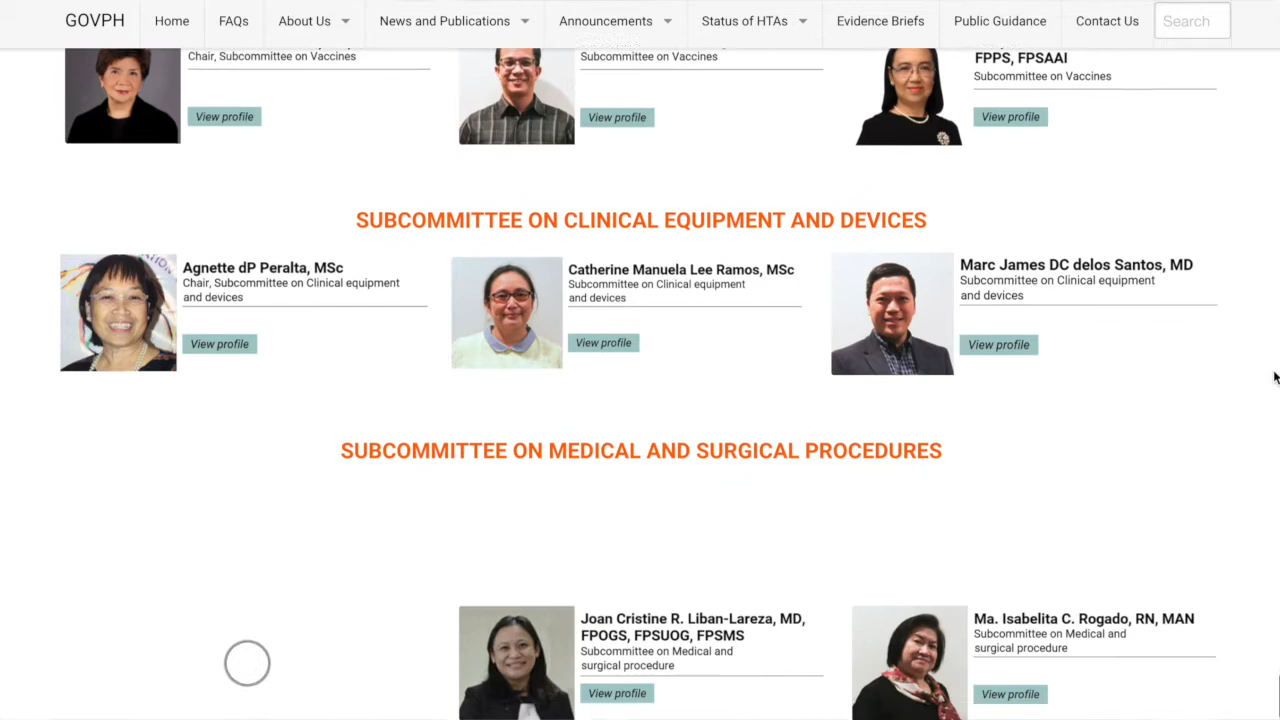 GOVPH
Home
FAQs
About Us
News and Publications
Announcements
Status of HTAs
Evidence Briefs
Public Guidance
Contact Us
Search
Chair, Subcommittee on Vaccines
View profile
Subcommittee on Vaccines
View profile
FPPS, FPSAAI
Subcommittee on Vaccines
View profile
SUBCOMMITTEE ON CLINICAL EQUIPMENT AND DEVICES
Agnette dP Peralta, MSc
Chair, Subcommittee on Clinical equipment
and devices
View profile
Catherine Manuela Lee Ramos, MSc
Subcommittee on Clinical equipment
and devices
View profile
Marc James DC delos Santos, MD
Subcommittee on Clinical equipment
and devices
View profile
SUBCOMMITTEE ON MEDICAL AND SURGICAL PROCEDURES
Joan Cristine R. Liban-Lareza, MD,
FPOGS, FPSUOG, FPSMS
Subcommittee on Medical and
surgical procedure
View profile
Ma. Isabelita C. Rogado, RN, MAN
Subcommittee on Medical and
surgical procedure
View profile